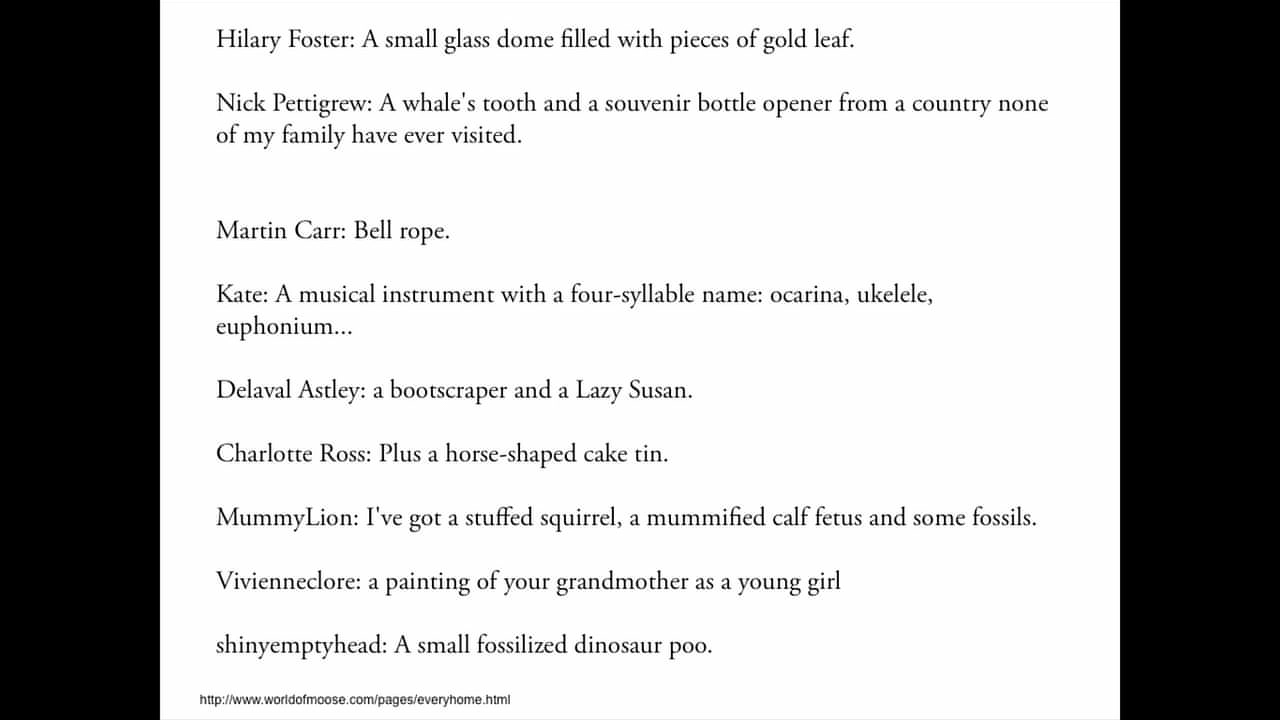 Hilary Foster: A small glass dome filled with pieces of gold leaf.
Nick Pettigrew: A whale's tooth and a souvenir bottle opener from a country none
of my family have ever visited.
Martin Carr: Bell rope.
Kate: A musical instrument with a four-syllable name: ocarina, ukelele,
euphonium...
Delaval Astley: a bootscraper and a Lazy Susan.
Charlotte Ross: Plus a horse-shaped cake tin.
MummyLion: I've got a stuffed squirrel, a mummified calf fetus and some fossils.
Vivienneclore: a painting of your grandmother as a young girl
shinyemptyhead: A small fossilized dinosaur poo.
http://www.worldofmoose.com/pages/everyhome.html